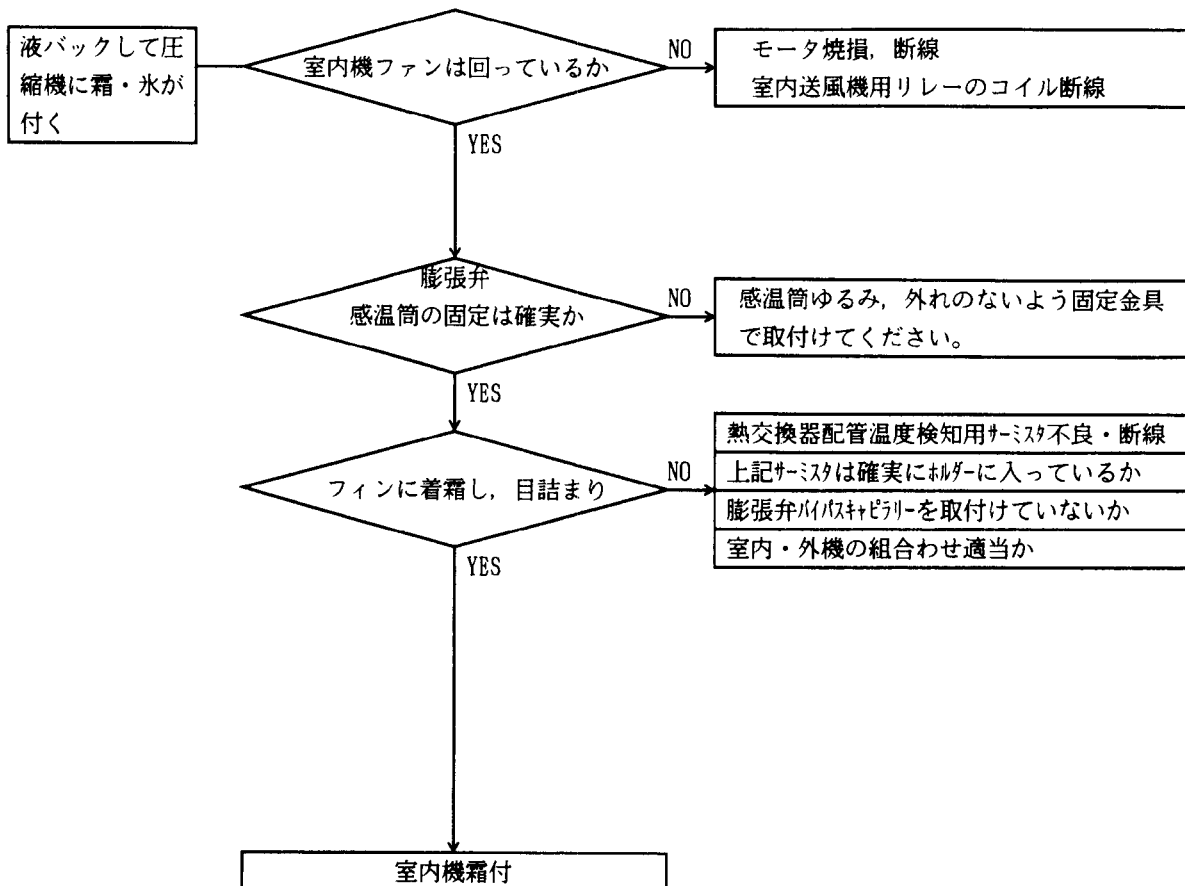 液バックして圧
縮機に霜・氷が
付く
室内機ファンは回っているか
NO
モータ焼損，断線
室内送風機用リレーのコイル断線
YES
膨張弁
感温筒の固定は確実か
NO
感温筒ゆるみ，外れのないよう固定金具
で取付けてください。
YES
フィンに着霜し，目詰まり
NO
熱交換器配管温度検知用ｻｰﾐｽﾀ不良・断線
上記ｻｰﾐｽﾀは確実にﾎﾙﾀﾞｰに入っているか
膨張弁ﾊﾞｲﾊﾟｽｷｬﾋﾟﾗﾘｰを取付けていないか
室内・外機の組合わせ適当か
YES
室内機霜付